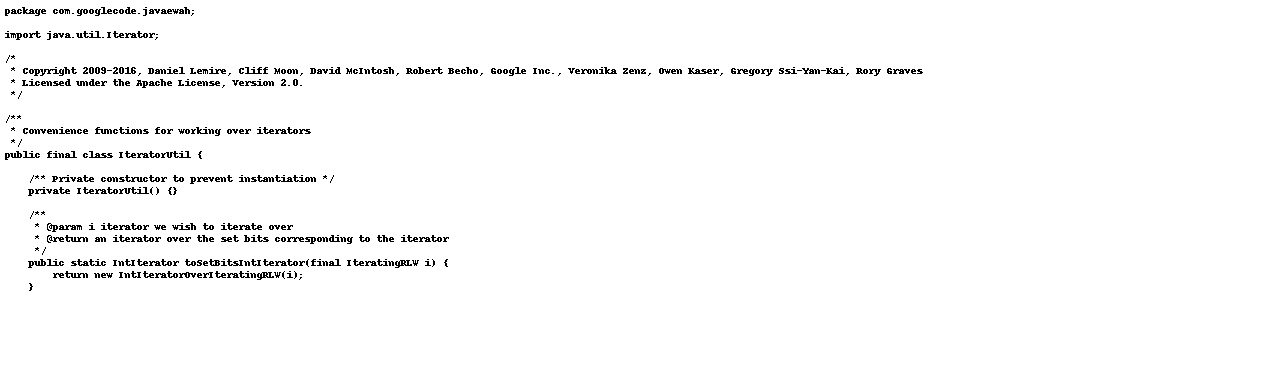 package com.googlecode.javaewah;

import java.util.Iterator;

/*
 * Copyright 2009-2016, Daniel Lemire, Cliff Moon, David McIntosh, Robert Becho, Google Inc., Veronika Zenz, Owen Kaser, Gregory Ssi-Yan-Kai, Rory Graves
 * Licensed under the Apache License, Version 2.0.
 */

/**
 * Convenience functions for working over iterators
 */
public final class IteratorUtil {

    /** Private constructor to prevent instantiation */
    private IteratorUtil() {}

    /**
     * @param i iterator we wish to iterate over
     * @return an iterator over the set bits corresponding to the iterator
     */
    public static IntIterator toSetBitsIntIterator(final IteratingRLW i) {
        return new IntIteratorOverIteratingRLW(i);
    }